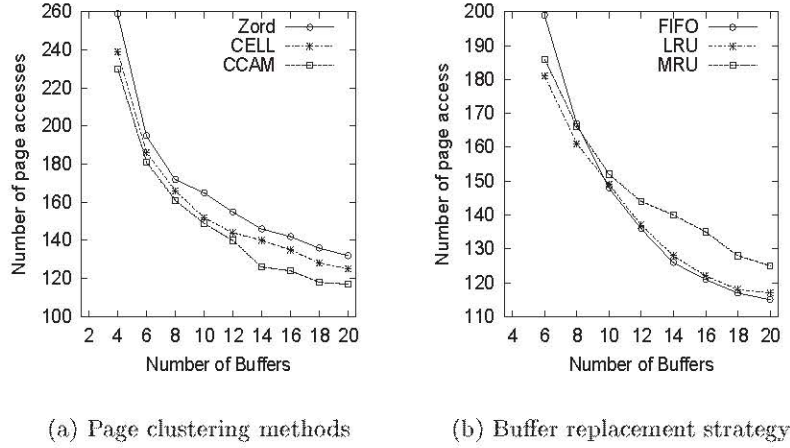 260
240
220
200
180
160
140
120
100
Number of page accesses
Zord
CELL
CCAM
2 4 6 8 10 12 14 16 18 20
Number of Buffers
(a) Page clustering methods
200
190
180
170
160
150
140
130
120
110
Number of page access
FIFO
LRU
MRU
4 6 8 10 12 14 16 18 20
Number of Buffers
(b) Buffer replacement strategy